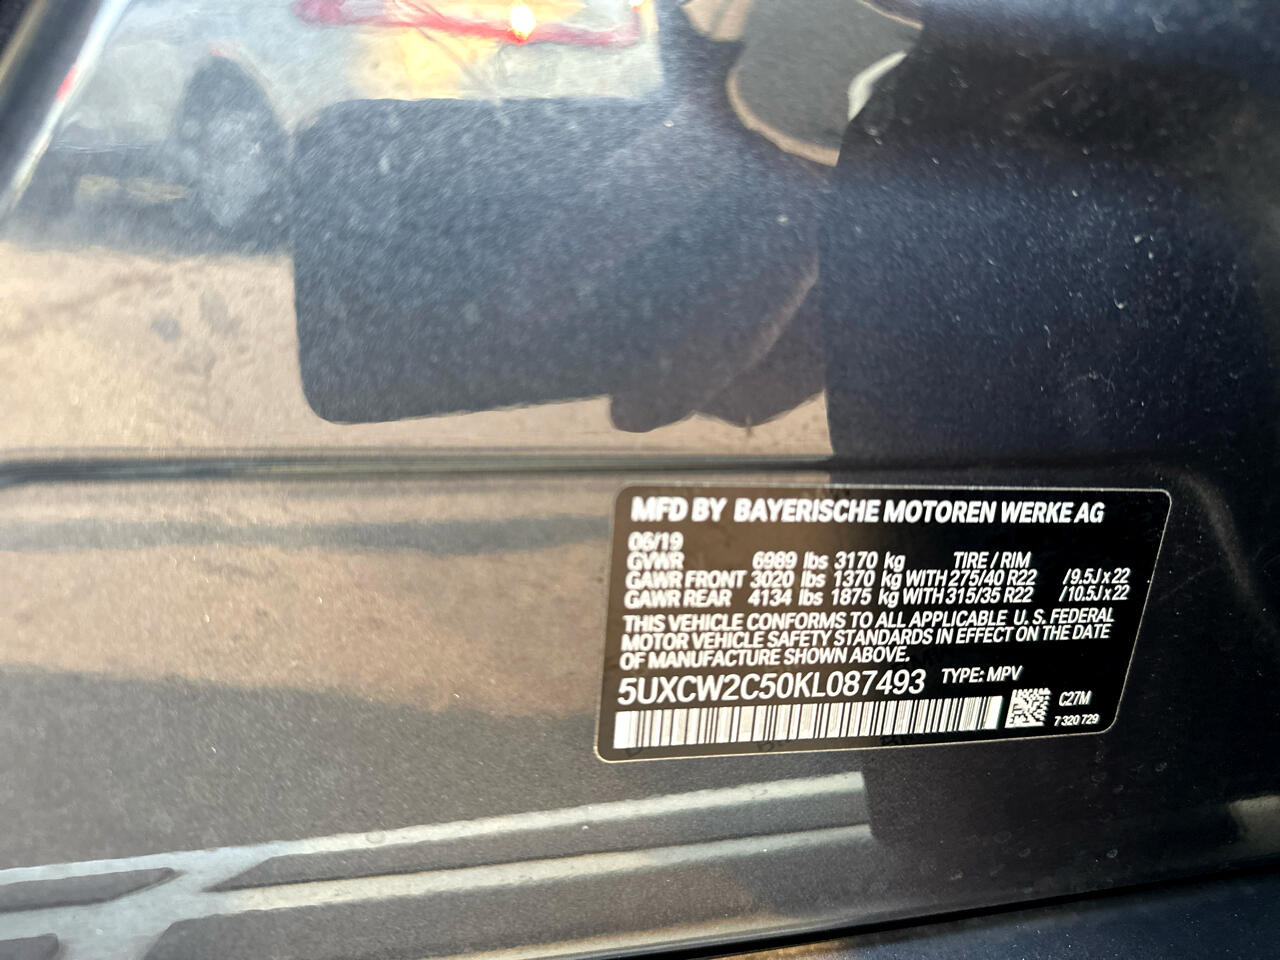 MFD BY BAYERISCHE MOTOREN WERKE AG
06/19
GVWR 6989 lbs 3170 kg TIRE / RIM
GAWR FRONT 3020 lbs 1370 kg WITH 275/40 R22 /9.5J x 22
GAWR REAR 4134 lbs 1875 kg WITH 315/35 R22 /10.5J x 22
THIS VEHICLE CONFORMS TO ALL APPLICABLE U. S. FEDERAL
MOTOR VEHICLE SAFETY STANDARDS IN EFFECT ON THE DATE
OF MANUFACTURE SHOWN ABOVE.
5UXCW2C50KL087493 TYPE: MPV
C27M
7 320 729